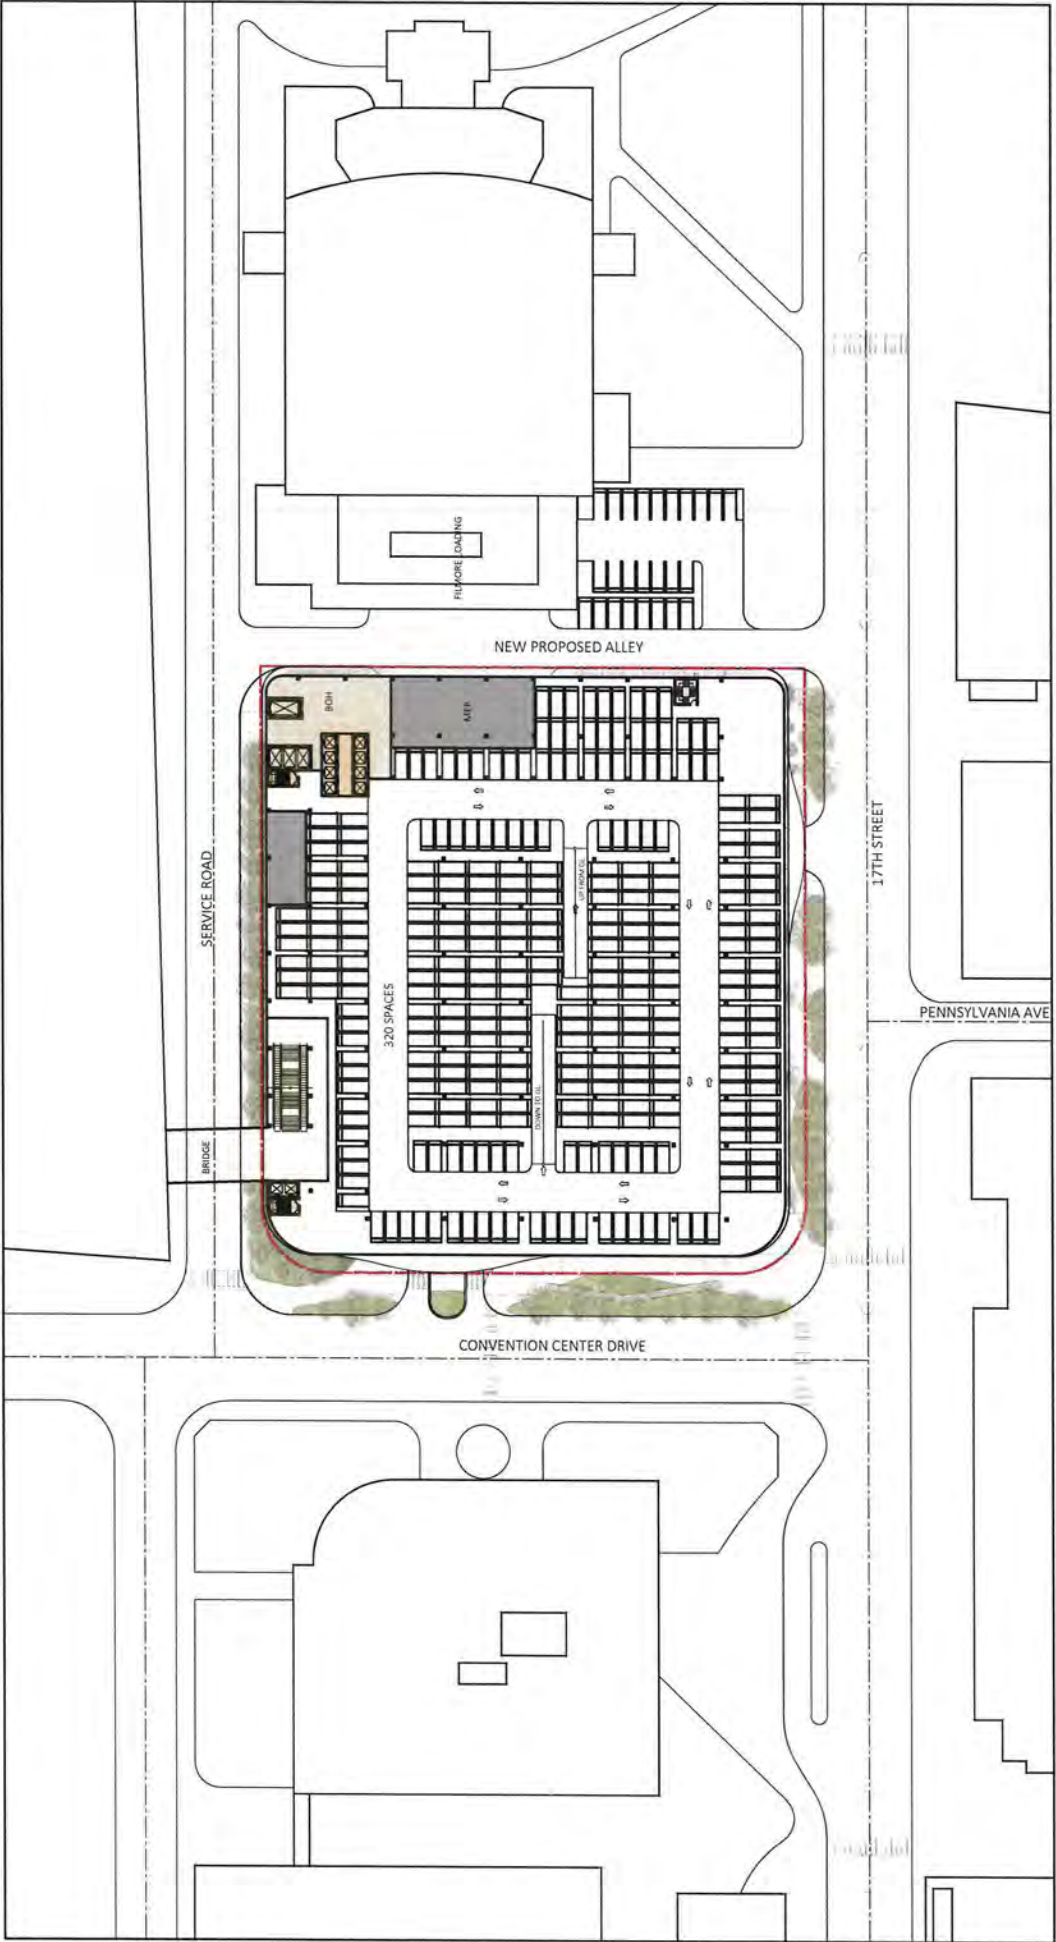 FILMORE LOADING
NEW PROPOSED ALLEY
BOH
MEP
17TH STREET
SERVICE ROAD
UP FROM GL
320 SPACES
PENNSYLVANIA AVE
DOWN TO GL
BRIDGE
CONVENTION CENTER DRIVE